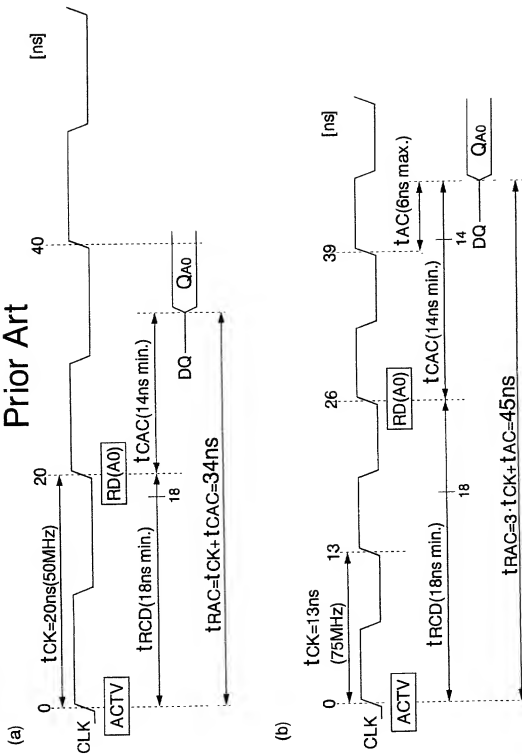 Prior Art
(a)
[ns]
0
20
40
tCK=20ns(50MHz)
CLK
ACTV
RD(A0)
tRCD(18ns min.)
18
tCAC(14ns min.)
DQ
QA0
tRAC=tCK+tCAC=34ns
(b)
[ns]
0
13
26
39
tCK=13ns
(75MHz)
CLK
ACTV
RD(A0)
tAC(6ns max.)
tRCD(18ns min.)
18
tCAC(14ns min.)
14
DQ
QA0
tRAC=3·tCK+tAC=45ns